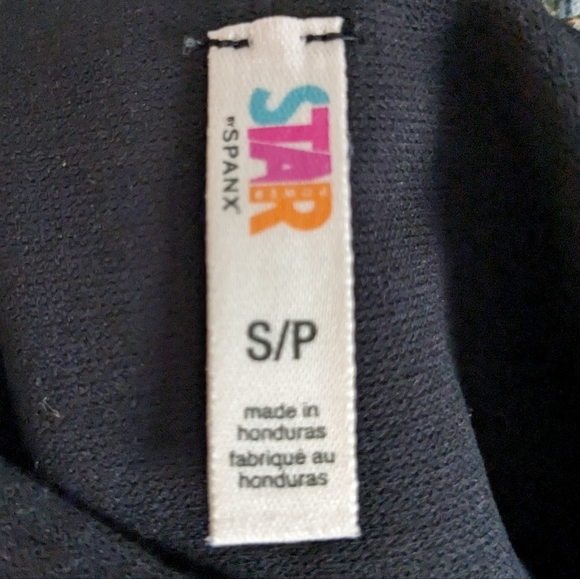 STAR
BY SPANX
S/P
made in
honduras
fabriqué au
honduras